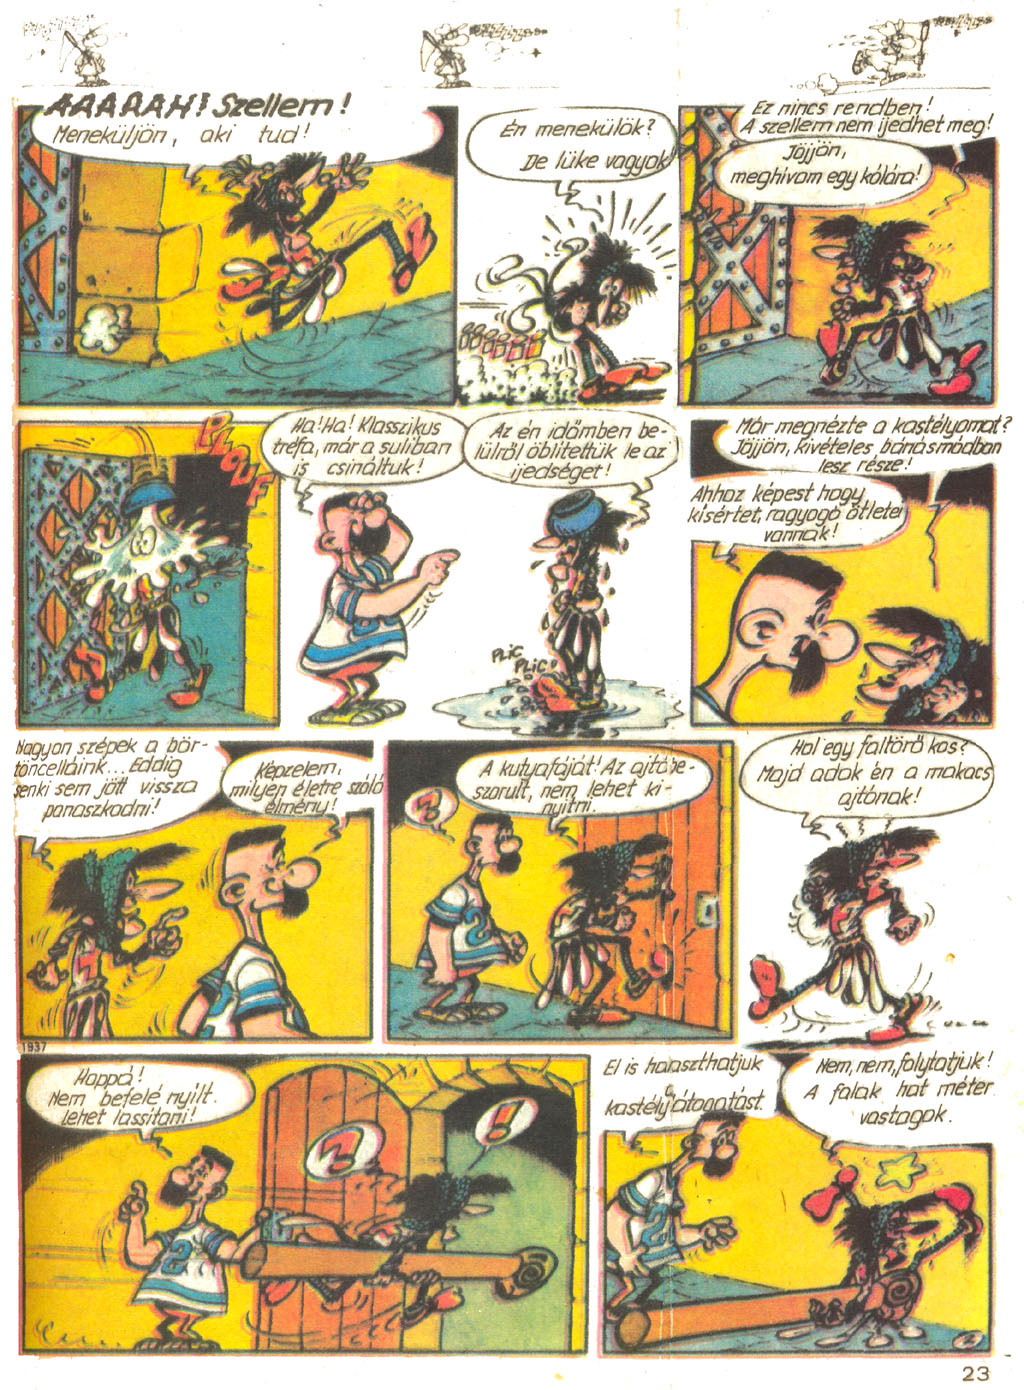 AAAAAH! Szellem!
Meneküljön, aki tud!
Én menekülök?
De lüke vagyok!
Ez nincs rendben!
A szellem nem ijedhet meg!
Jöjjön,
meghívom egy kólára!
PLOUF
Ha!Ha! Klasszikus
tréfa, már a suliban
is csináltuk!
Az én időmben be-
lülről öblítettük le az
ijedséget!
PLIC
PLIC!
Már megnézte a kastélyomat?
Jöjjön, kivételes bánásmódban
lesz része!
Ahhoz képest hogy
kísértet, ragyogó ötletei
vannak!
Nagyon szépek a bör-
töncelláink... Eddig
senki sem jött vissza
panaszkodni!
Képzelem,
milyen életre szóló
élmény!
?
A kutyafáját! Az ajtó be-
szorult, nem lehet ki-
nyitni.
Hol egy faltörő kos?
Majd adok én a makacs
ajtónak!
1937
Hoppá!
Nem befelé nyílt.
Lehet lassítani!
?
!
El is halaszthatjuk
a
kastélylátogatást.
Nem, nem, folytatjuk!
A falak hat méter
vastagok.
2
23